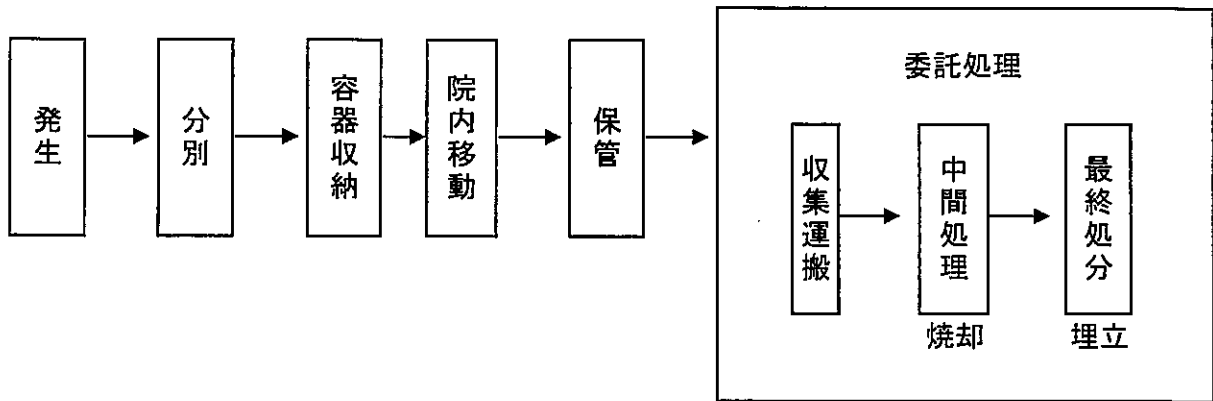 発生
分別
容器収納
院内移動
保管
委託処理
収集運搬
中間処理
最終処分
焼却
埋立